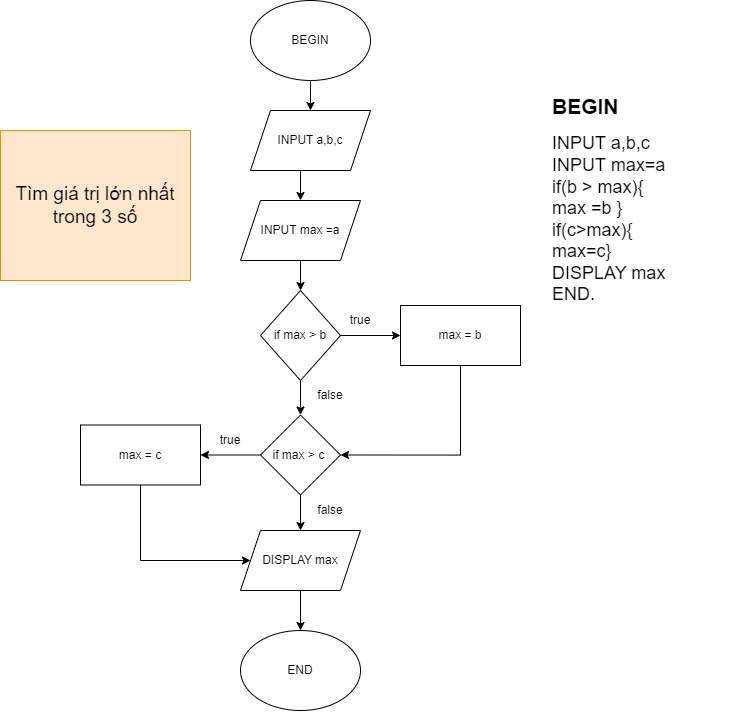 BEGIN
INPUT a,b,c
Tìm giá trị lớn nhất
trong 3 số
INPUT max =a
if max > b
true
max = b
false
if max > c
true
max = c
false
DISPLAY max
END
BEGIN
INPUT a,b,c
INPUT max=a
if(b > max){
max =b }
if(c>max){
max=c}
DISPLAY max
END.